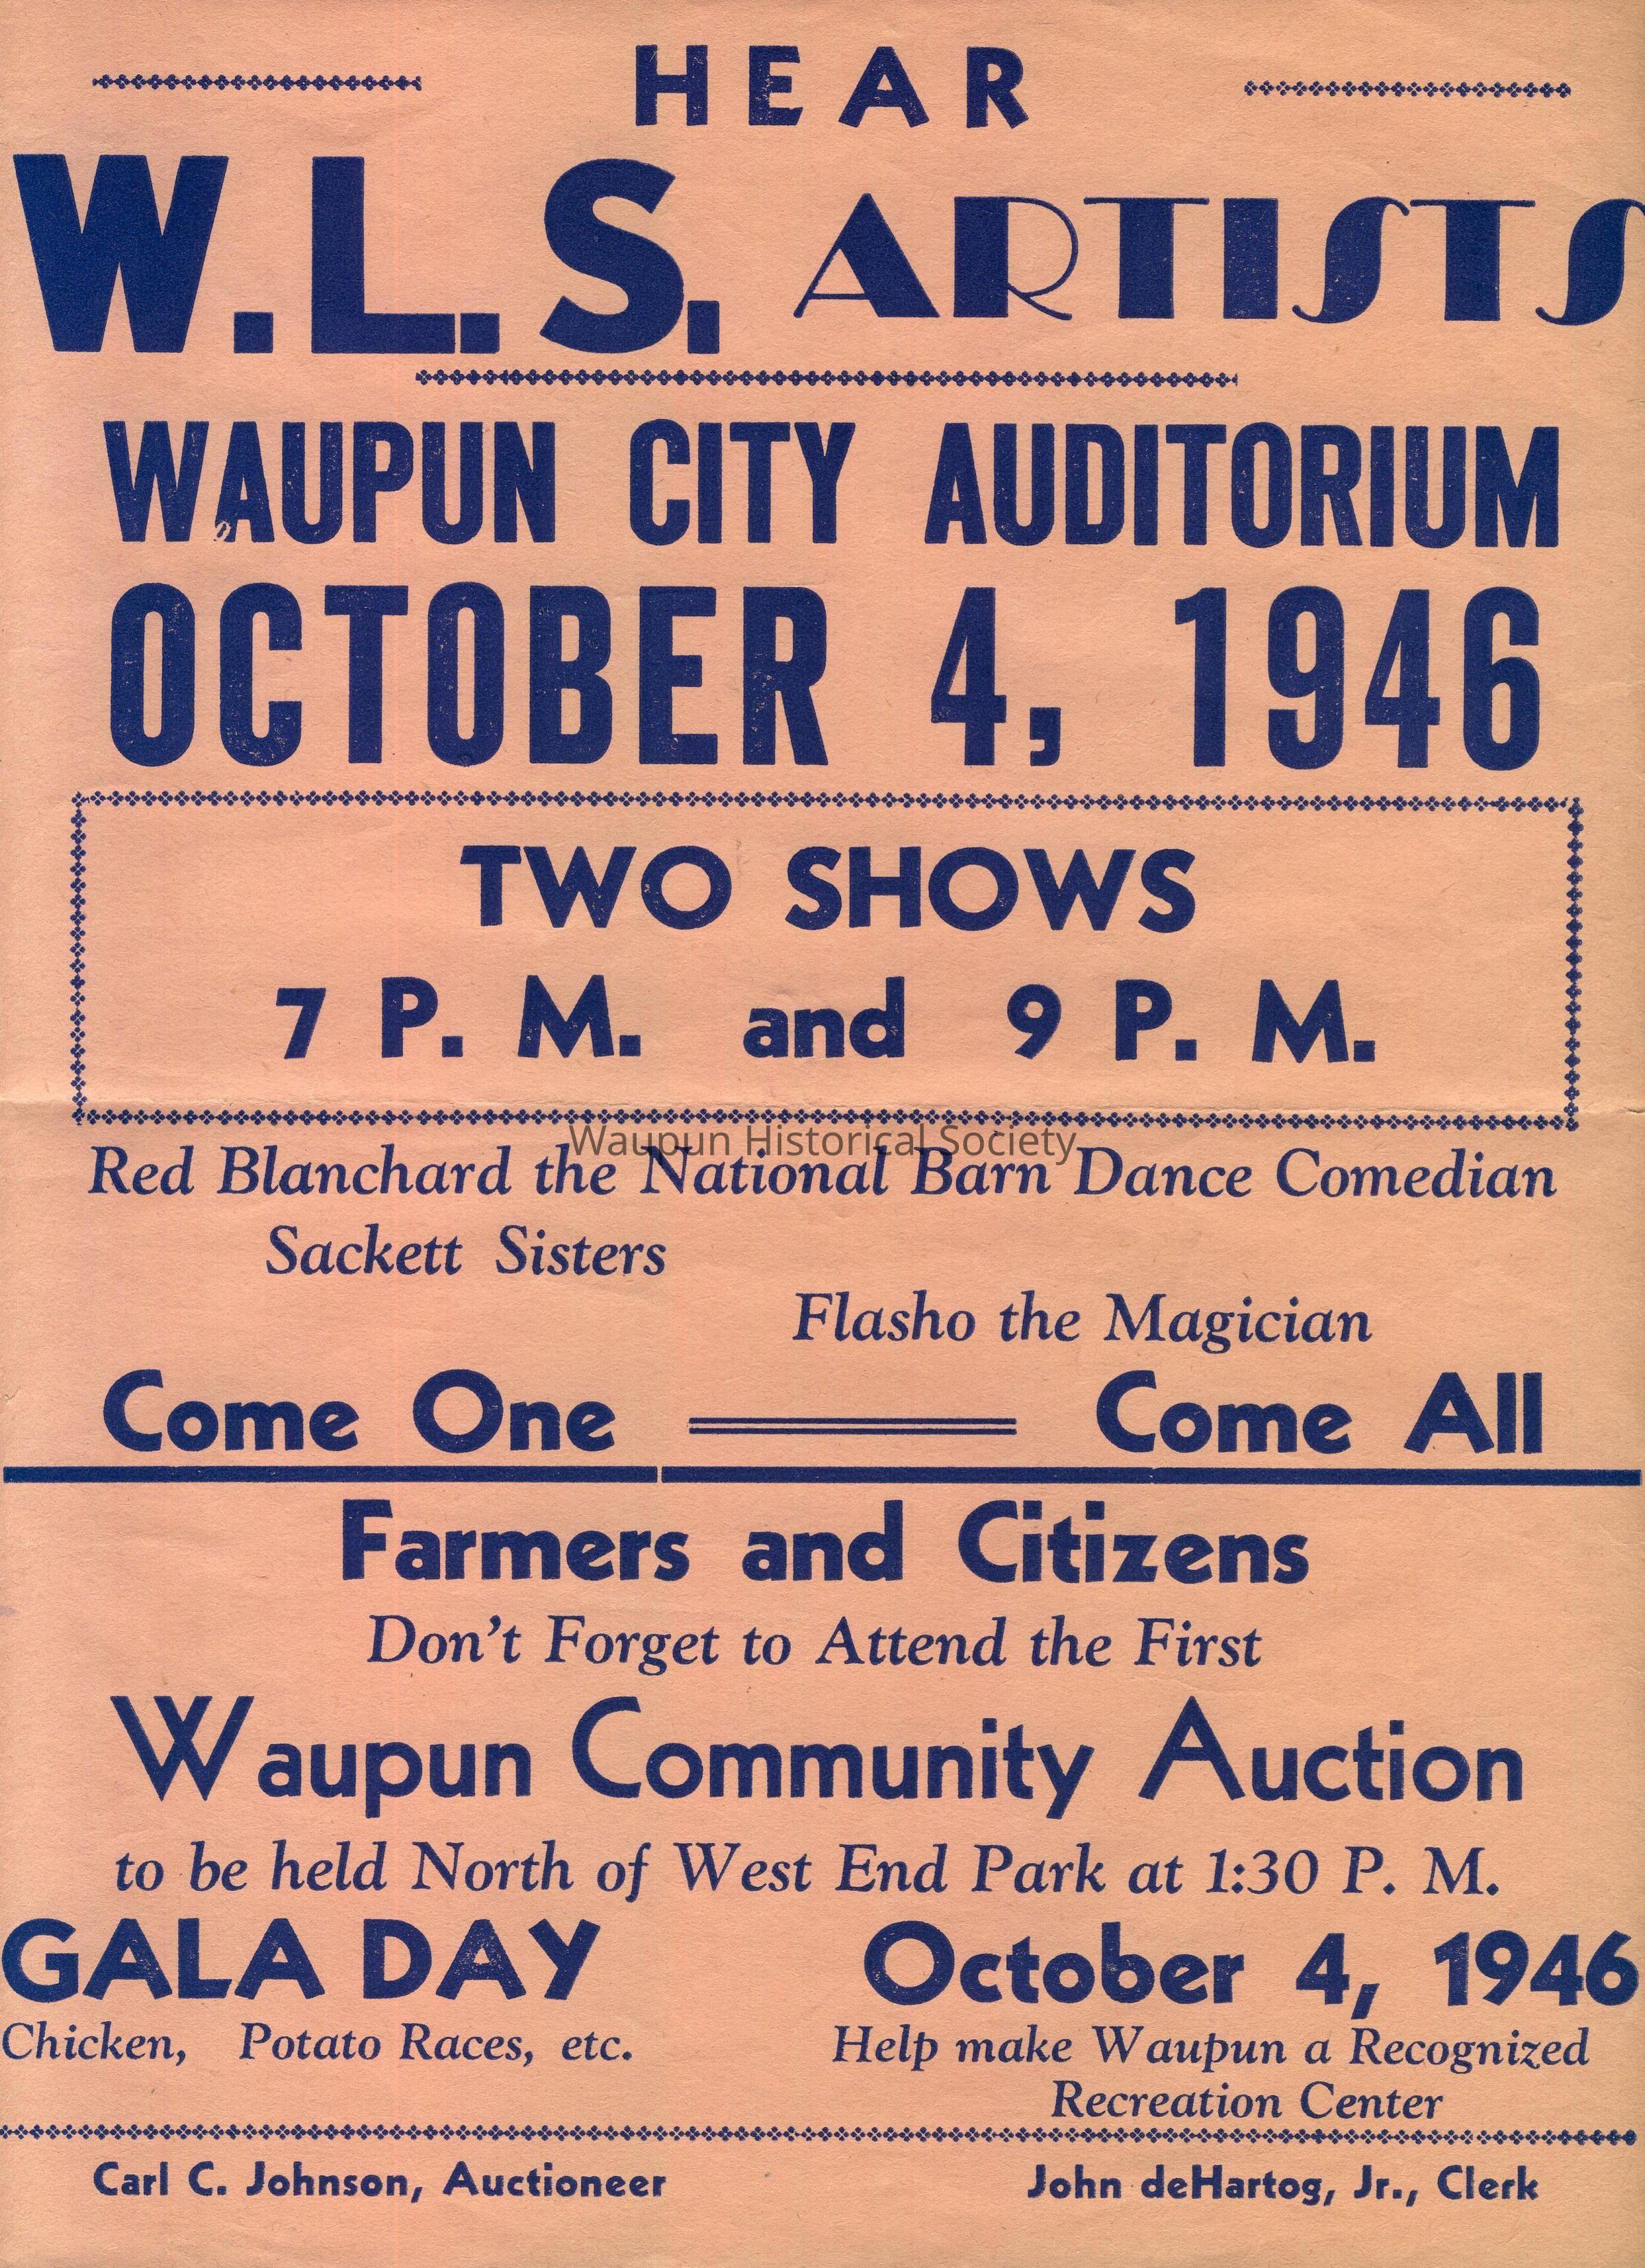 HEAR
W.L.S. ARTISTS
WAUPUN CITY AUDITORIUM
OCTOBER 4, 1946
TWO SHOWS
7 P. M. and 9 P. M.
Waupun Historical Society
Red Blanchard the National Barn Dance Comedian
Sackett Sisters
Flasho the Magician
Come One Come All
Farmers and Citizens
Don't Forget to Attend the First
Waupun Community Auction
to be held North of West End Park at 1:30 P. M.
GALA DAY October 4, 1946
Chicken, Potato Races, etc. Help make Waupun a Recognized
Recreation Center
Carl C. Johnson, Auctioneer John deHartog, Jr., Clerk